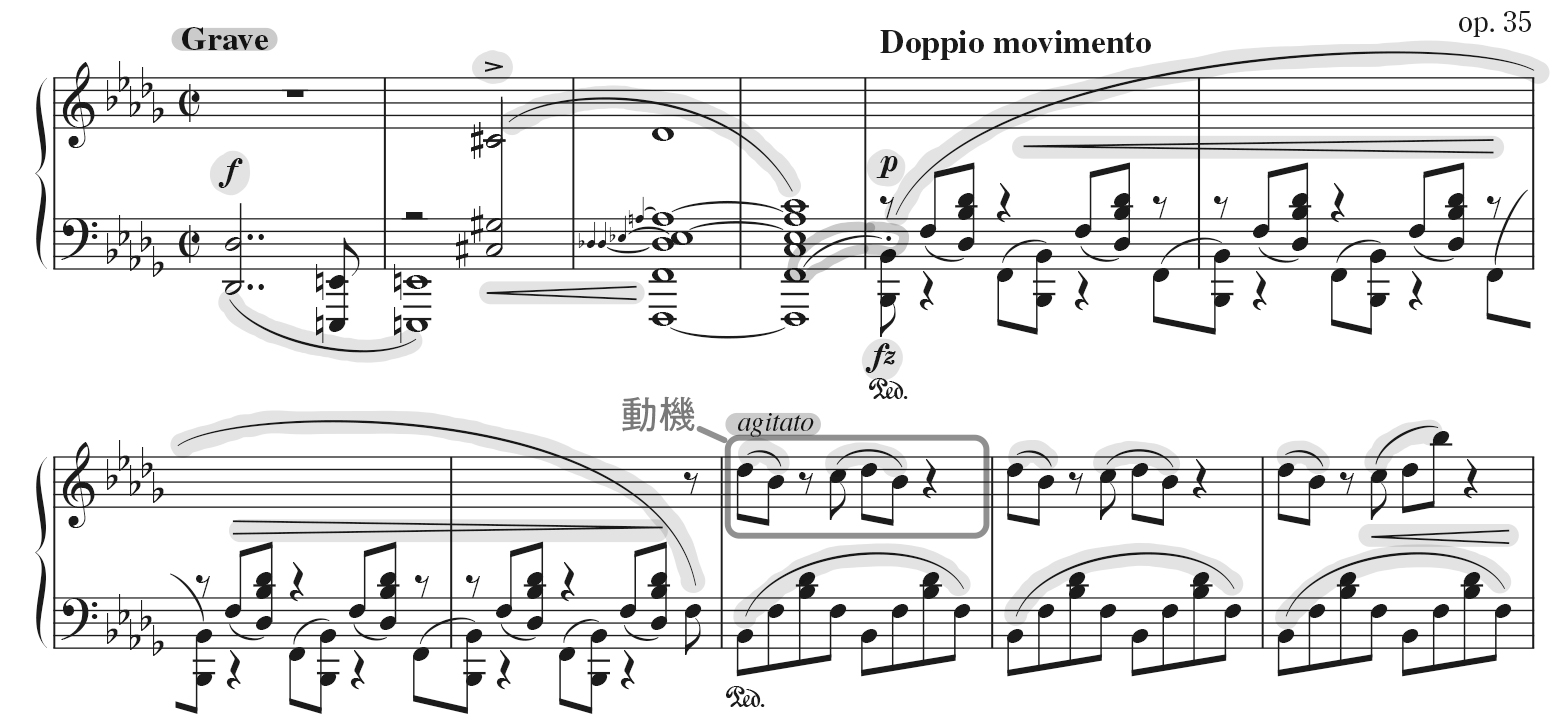 Grave
op. 35
Doppio movimento
f
p
fz
Ped.
動機
agitato
Ped.